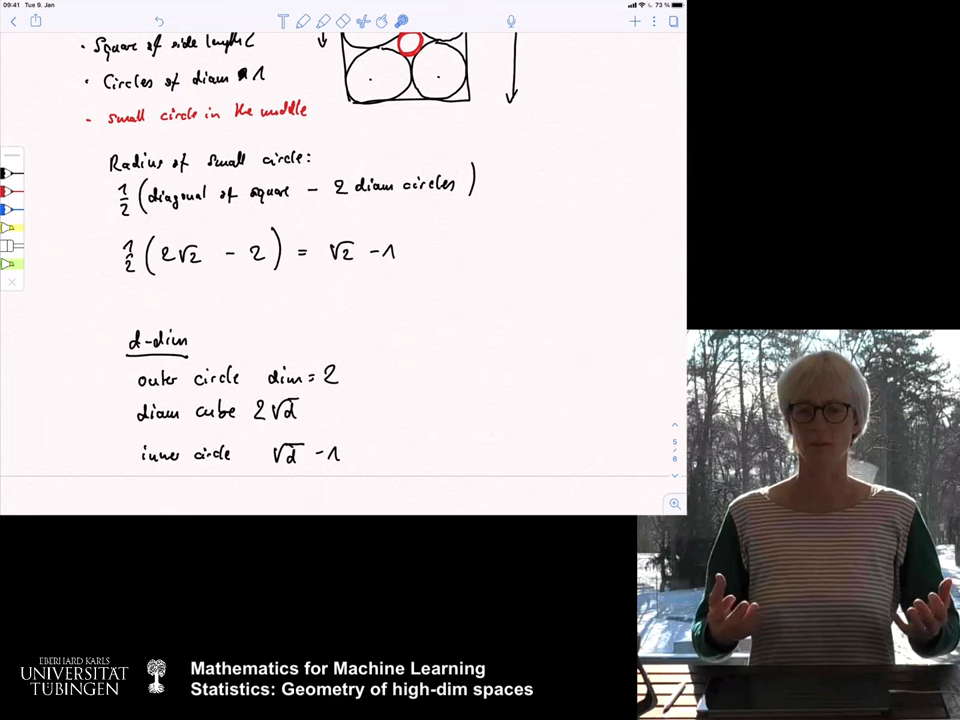 09:41 Tue 9. Jan
73 %
• Square of side length
• Circles of diam 1
- small circle in the middle
Radius of small circle:
1/2 (diagonal of square - 2 diam circles)
1/2 (2√2 - 2) = √2 - 1
d-dim
outer circle dim = 2
diam cube 2√d
inner circle √d - 1
5
6
EBERHARD KARLS
UNIVERSITÄT
TÜBINGEN
Mathematics for Machine Learning
Statistics: Geometry of high-dim spaces